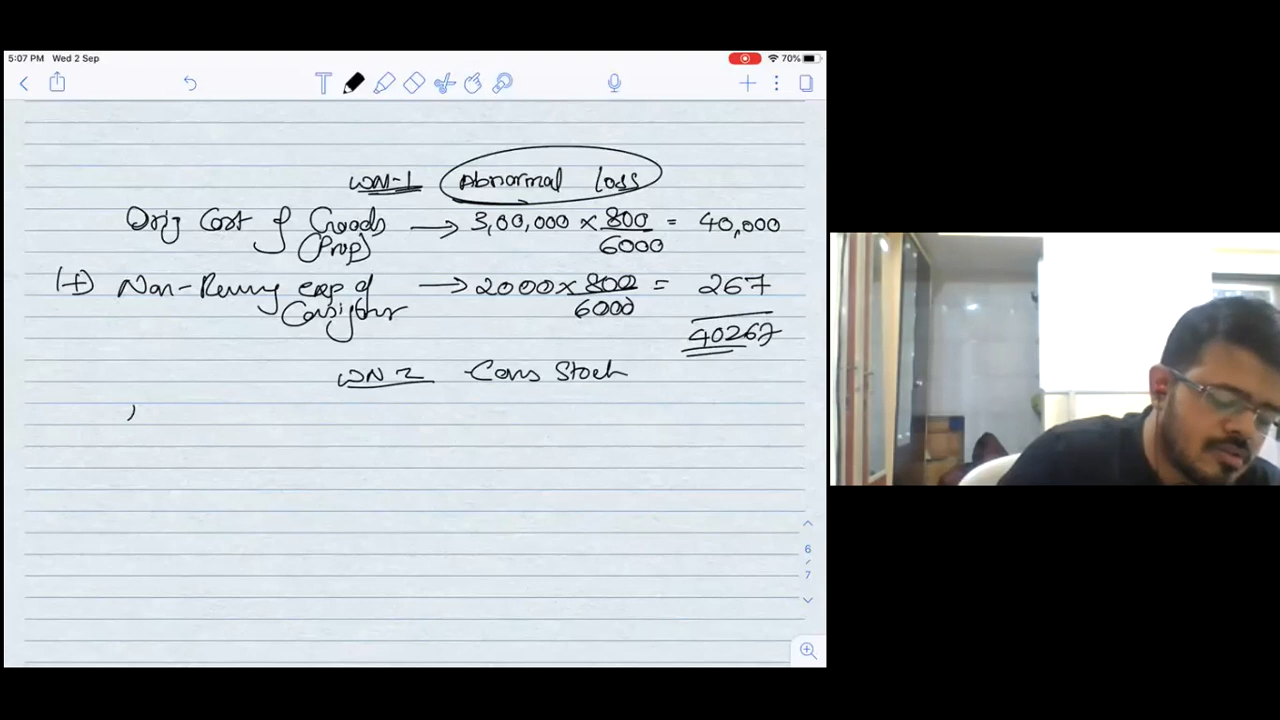 5:07 PM Wed 2 Sep
70%
WN-1 Abnormal loss
Orig Cost of Goods → 3,00,000 × 800/6000 = 40,000
(Prop)
(+) Non-Recurring exp of → 2000 × 800/6000 = 267
Consignor
40267
WN 2 Cons Stock
6
7